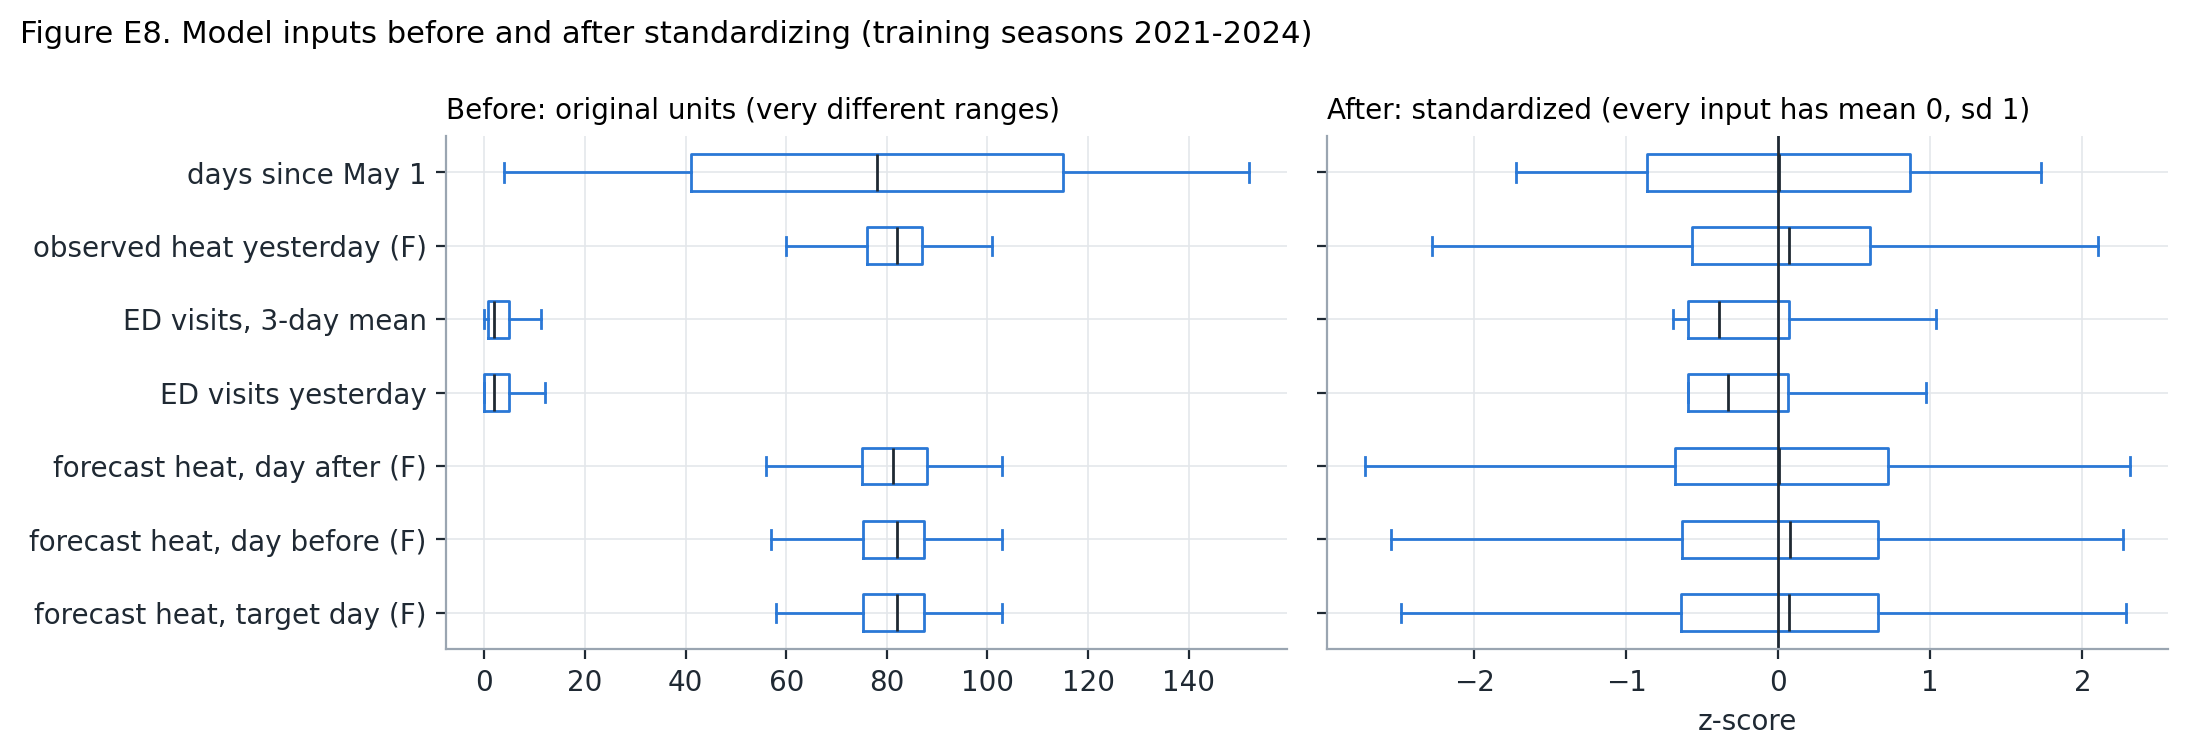 Figure E8. Model inputs before and after standardizing (training seasons 2021-2024)
Before: original units (very different ranges)
After: standardized (every input has mean 0, sd 1)
days since May 1
observed heat yesterday (F)
ED visits, 3-day mean
ED visits yesterday
forecast heat, day after (F)
forecast heat, day before (F)
forecast heat, target day (F)
0 20 40 60 80 100 120 140
−2 −1 0 1 2
z-score